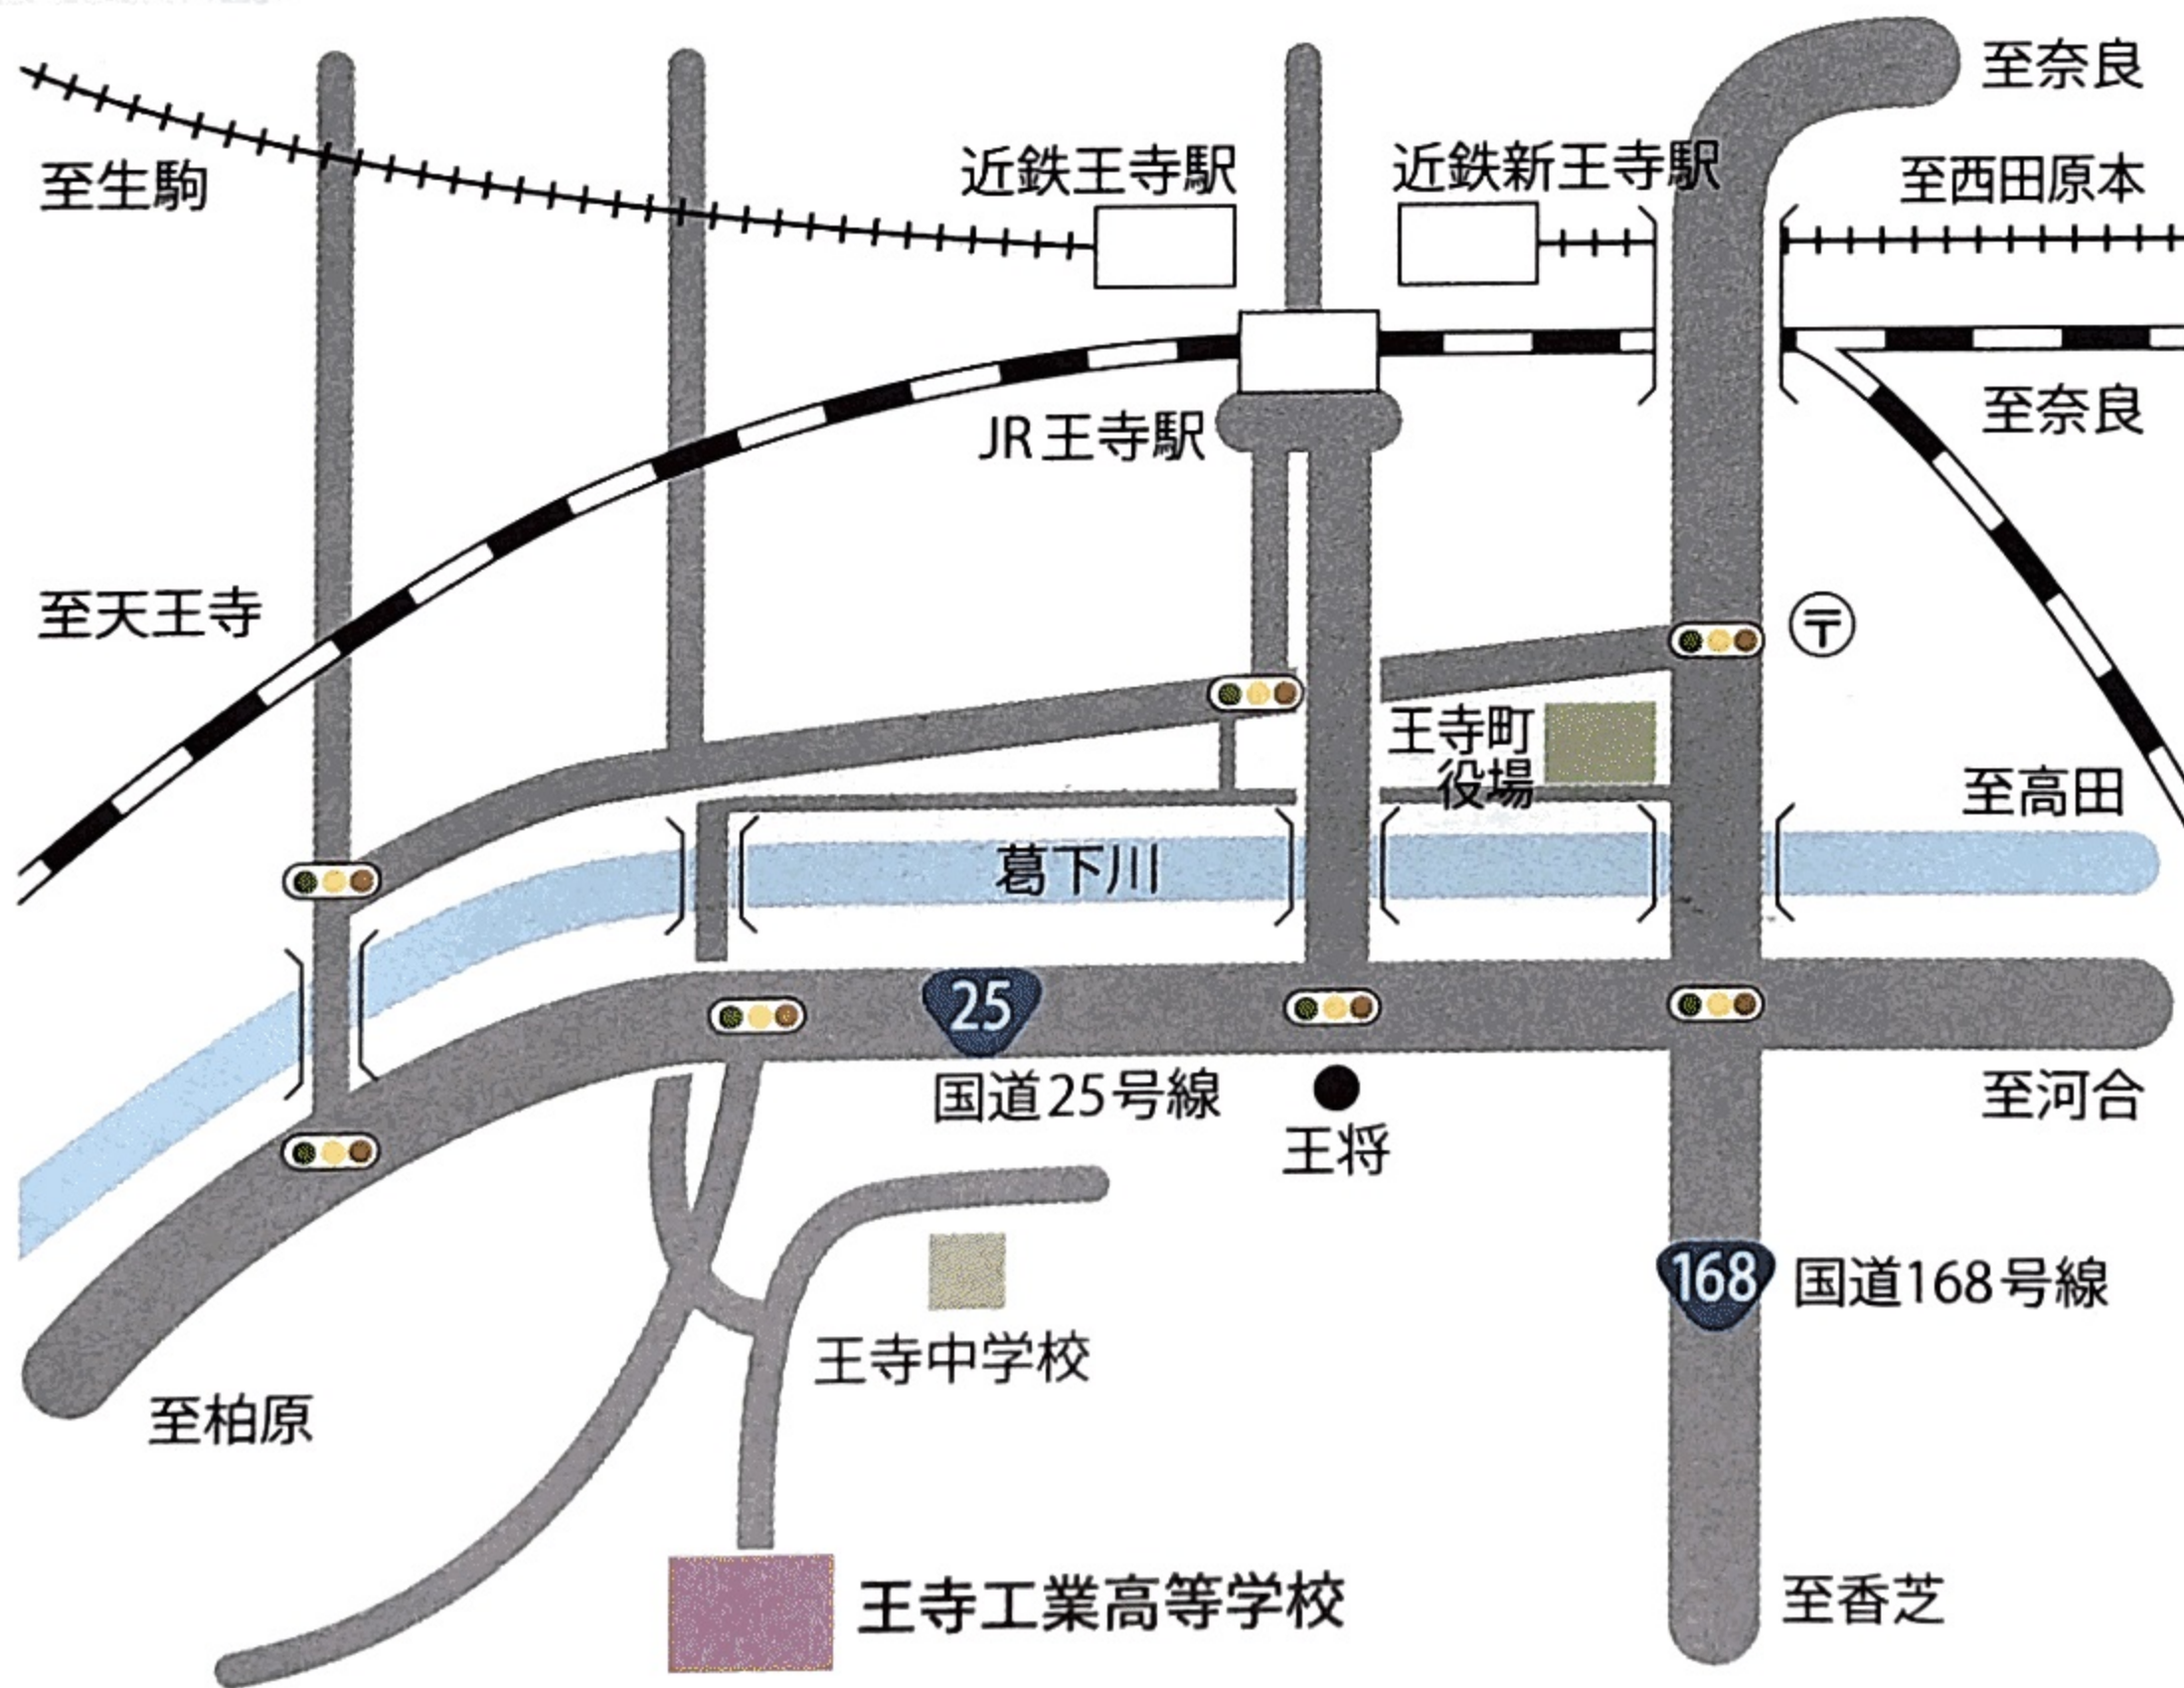 至奈良
至生駒
近鉄王寺駅
近鉄新王寺駅
至西田原本
JR王寺駅
至奈良
至天王寺
〒
王寺町
役場
至高田
葛下川
25
国道25号線
王将
至河合
168
国道168号線
王寺中学校
至柏原
王寺工業高等学校
至香芝